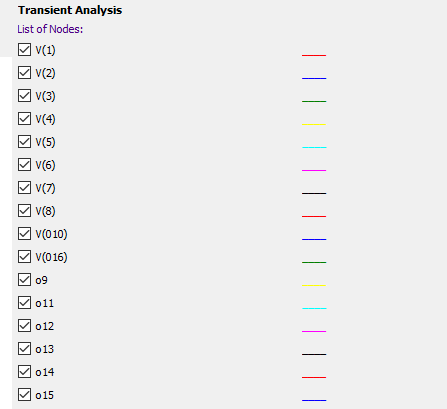 Transient Analysis
List of Nodes:
V(1)
V(2)
V(3)
V(4)
V(5)
V(6)
V(7)
V(8)
V(010)
V(016)
o9
o11
o12
o13
o14
o15